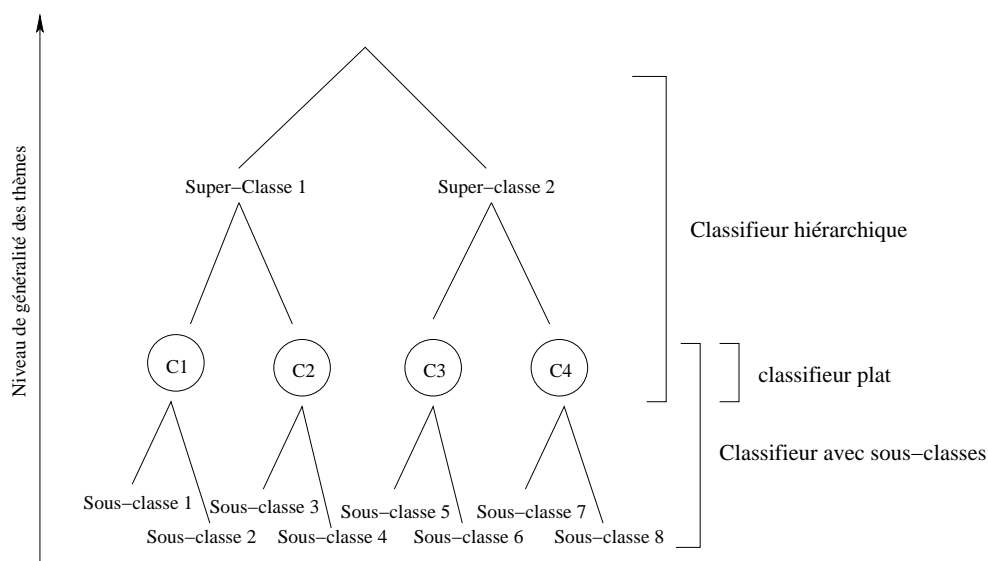 Niveau de généralité des thèmes
Super−Classe 1
Super−classe 2
Classifieur hiérarchique
C1
C2
C3
C4
classifieur plat
Classifieur avec sous−classes
Sous−classe 1
Sous−classe 2
Sous−classe 3
Sous−classe 4
Sous−classe 5
Sous−classe 6
Sous−classe 7
Sous−classe 8